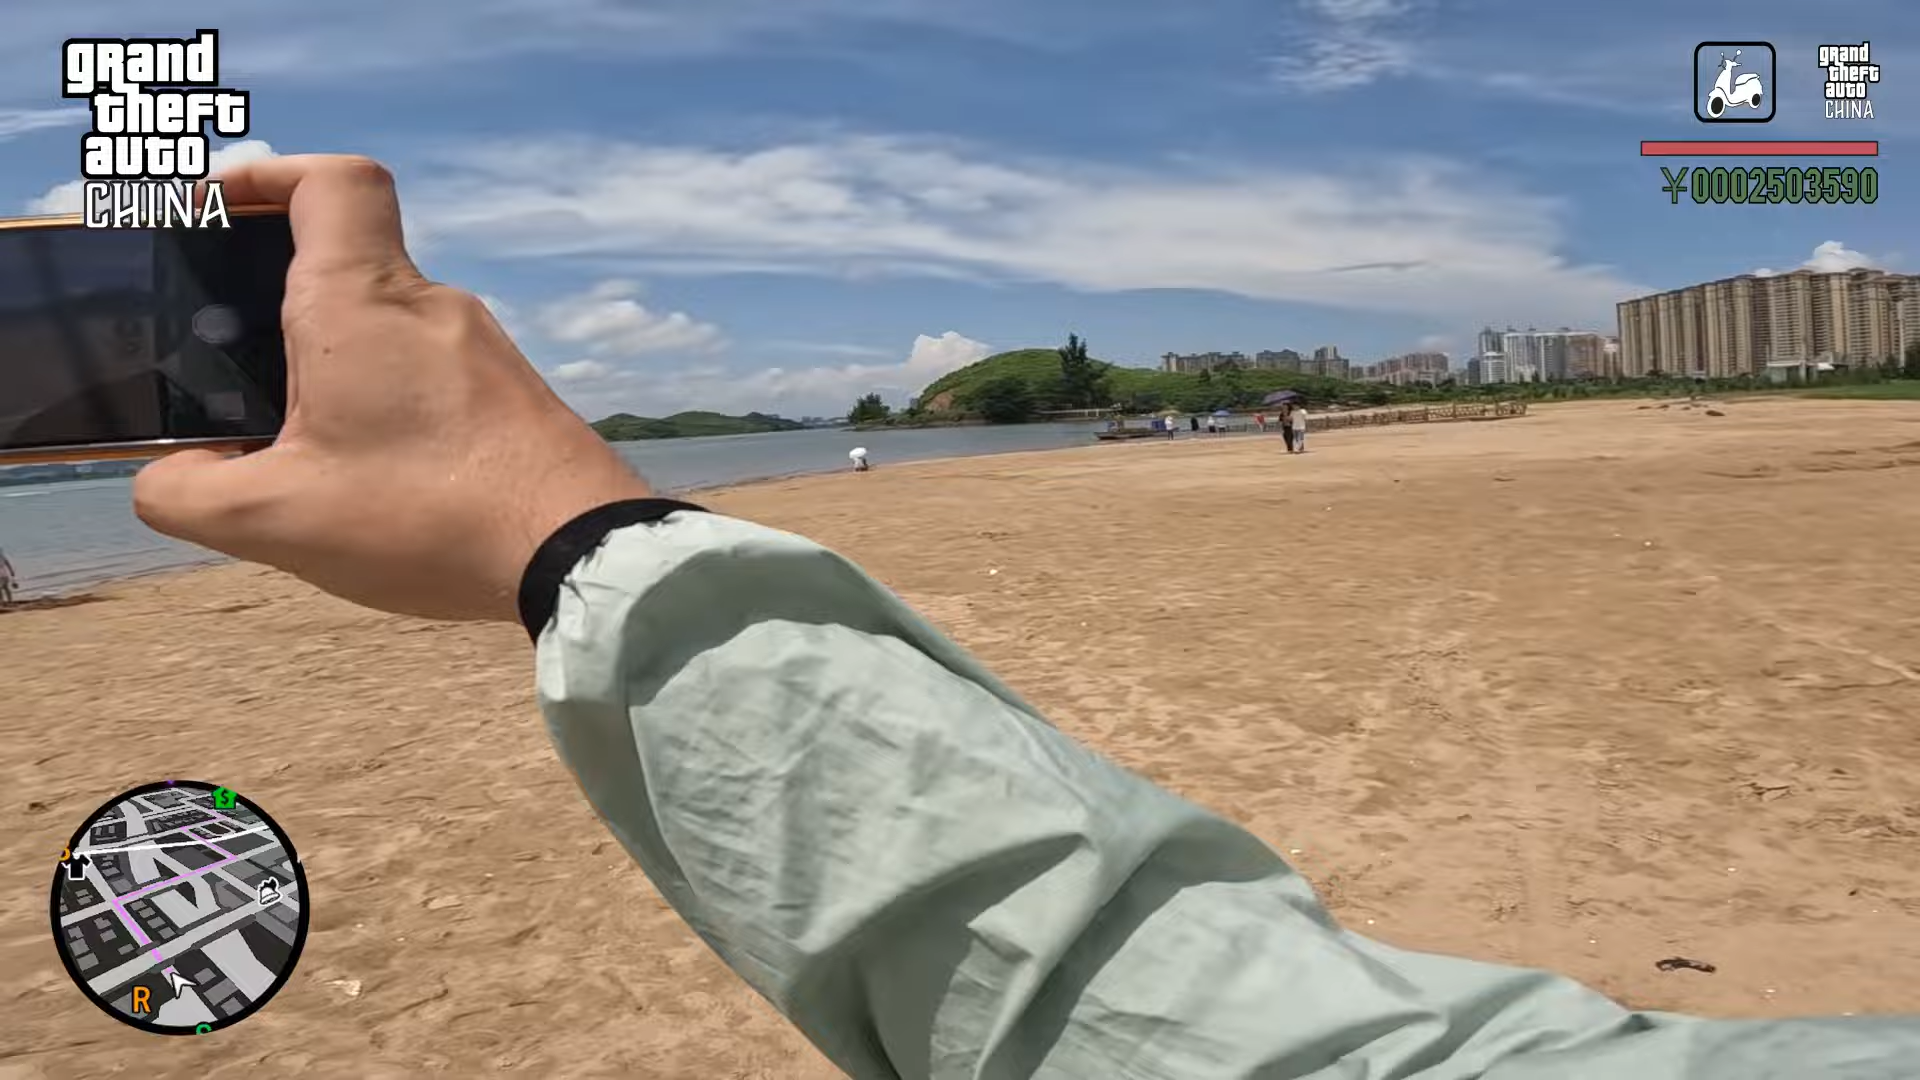 grand
theft
auto
CHINA
grand
theft
auto
CHINA
¥0002503590
R